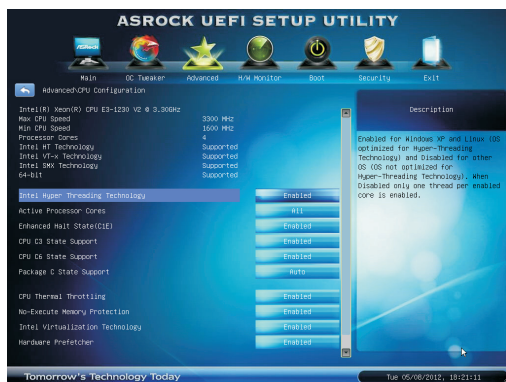 ASROCK UEFI SETUP UTILITY
ASRock
Main OC Tweaker Advanced H/W Monitor Boot Security Exit
Advanced\CPU Configuration
Intel(R) Xeon(R) CPU E3-1230 V2 @ 3.30GHz
Max CPU Speed 3300 MHz
Min CPU Speed 1600 MHz
Processor Cores 4
Intel HT Technology Supported
Intel VT-x Technology Supported
Intel SMX Technology Supported
64-bit Supported
Intel Hyper Threading Technology Enabled
Active Processor Cores All
Enhanced Halt State(C1E) Enabled
CPU C3 State Support Enabled
CPU C6 State Support Enabled
Package C State Support Auto
CPU Thermal Throttling Enabled
No-Execute Memory Protection Enabled
Intel Virtualization Technology Enabled
Hardware Prefetcher Enabled
Description
Enabled for Windows XP and Linux (OS
optimized for Hyper-Threading
Technology) and Disabled for other
OS (OS not optimized for
Hyper-Threading Technology). When
Disabled only one thread per enabled
core is enabled.
Tomorrow's Technology Today
Tue 05/08/2012, 18:21:11